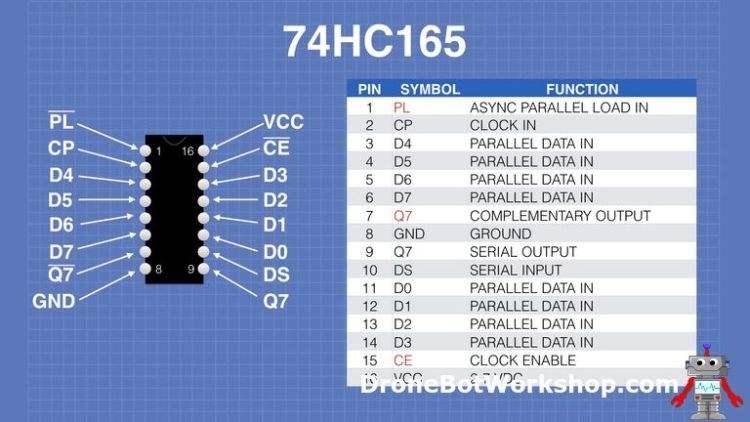 74HC165
PIN SYMBOL FUNCTION
1 PL ASYNC PARALLEL LOAD IN
2 CP CLOCK IN
3 D4 PARALLEL DATA IN
4 D5 PARALLEL DATA IN
5 D6 PARALLEL DATA IN
6 D7 PARALLEL DATA IN
7 Q7 COMPLEMENTARY OUTPUT
8 GND GROUND
9 Q7 SERIAL OUTPUT
10 DS SERIAL INPUT
11 D0 PARALLEL DATA IN
12 D1 PARALLEL DATA IN
13 D2 PARALLEL DATA IN
14 D3 PARALLEL DATA IN
15 CE CLOCK ENABLE
16 VCC VDC
PL 1 16 VCC
CP CE
D4 D3
D5 D2
D6 D1
D7 D0
Q7 DS
GND 8 9 Q7
DroneBotWorkshop.com